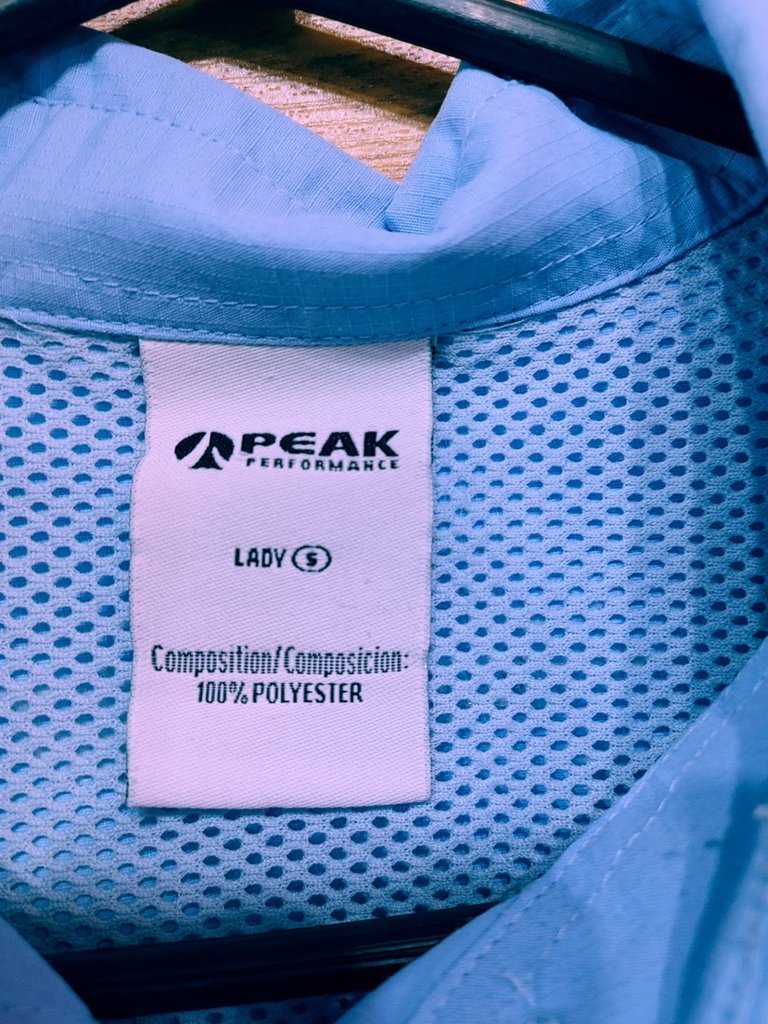 PEAK
PERFORMANCE
LADY S
Composition/Composicion:
100% POLYESTER